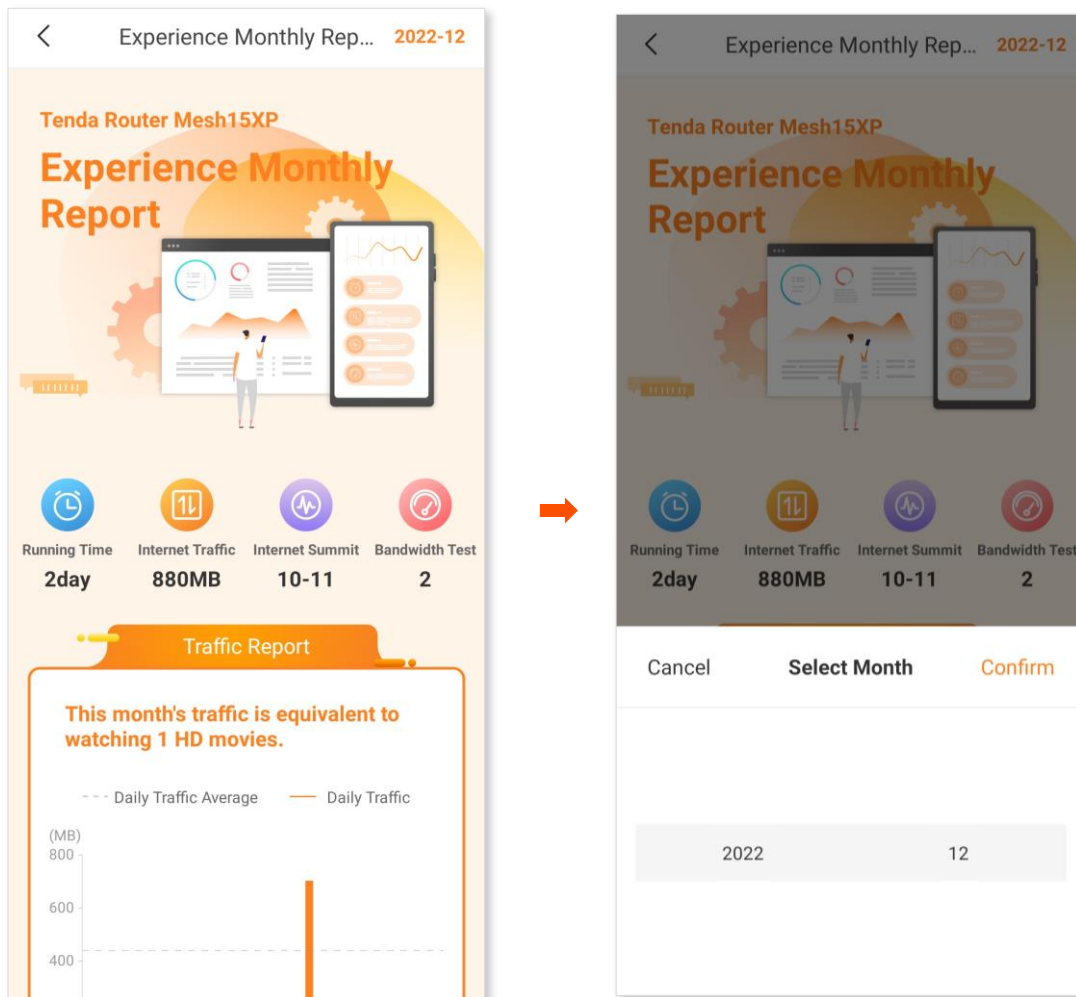 Experience Monthly Rep... 2022-12
Tenda Router Mesh15XP
Experience Monthly
Report
Running Time Internet Traffic Internet Summit Bandwidth Test
2day 880MB 10-11 2
Traffic Report
This month's traffic is equivalent to
watching 1 HD movies.
Daily Traffic Average Daily Traffic
(MB)
800
600
400
Experience Monthly Rep... 2022-12
Tenda Router Mesh15XP
Experience Monthly
Report
Running Time Internet Traffic Internet Summit Bandwidth Test
2day 880MB 10-11 2
Cancel Select Month Confirm
2022 12